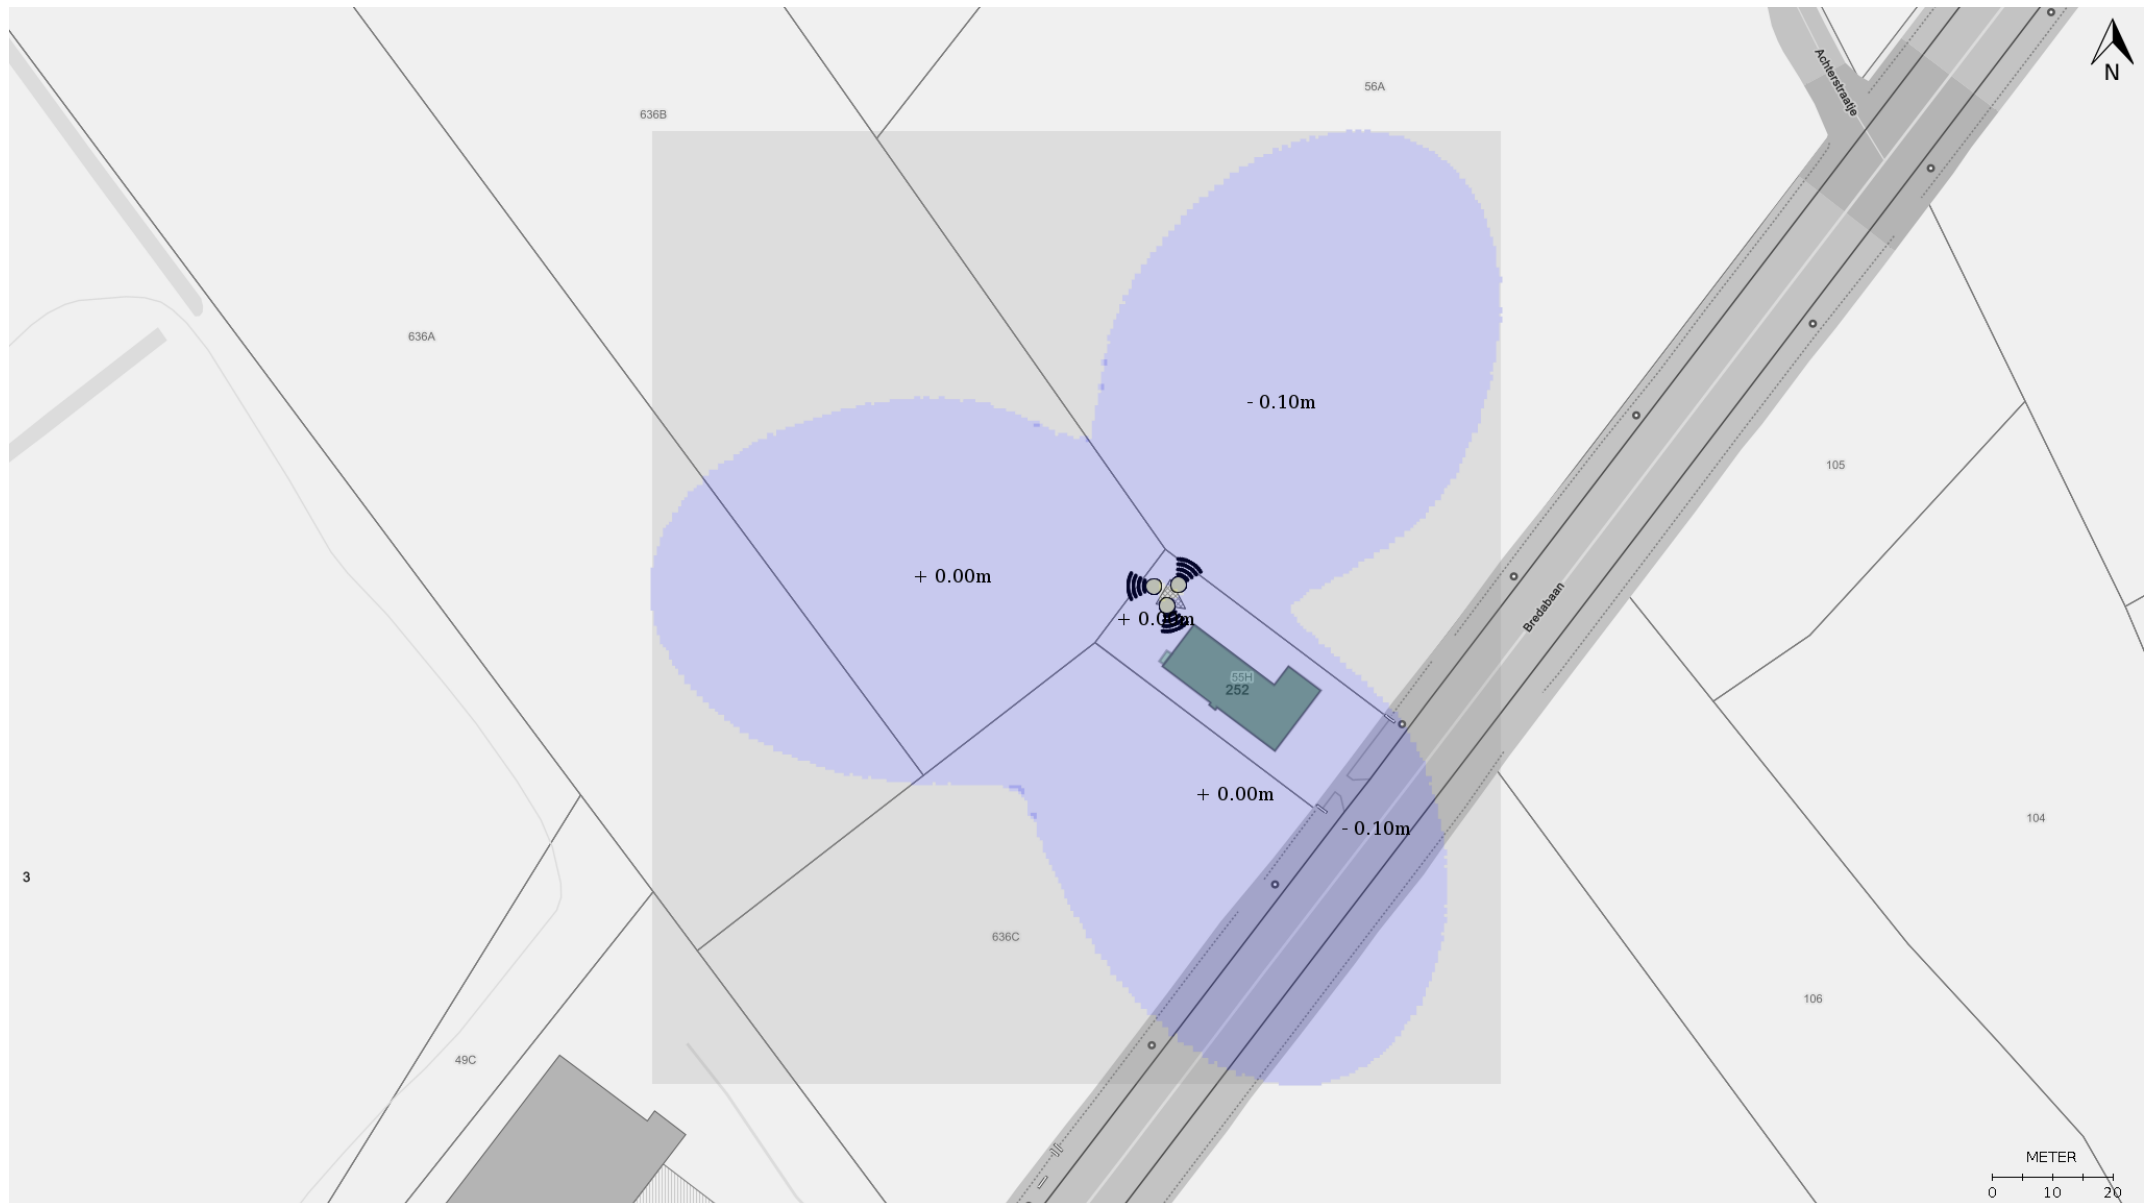 N
Achterstraatje
56A
636B
636A
- 0.10m
105
+ 0.00m
Bredabaan
55H
252
+ 0.00m
- 0.10m
104
3
636C
106
49C
METER
0 10 20